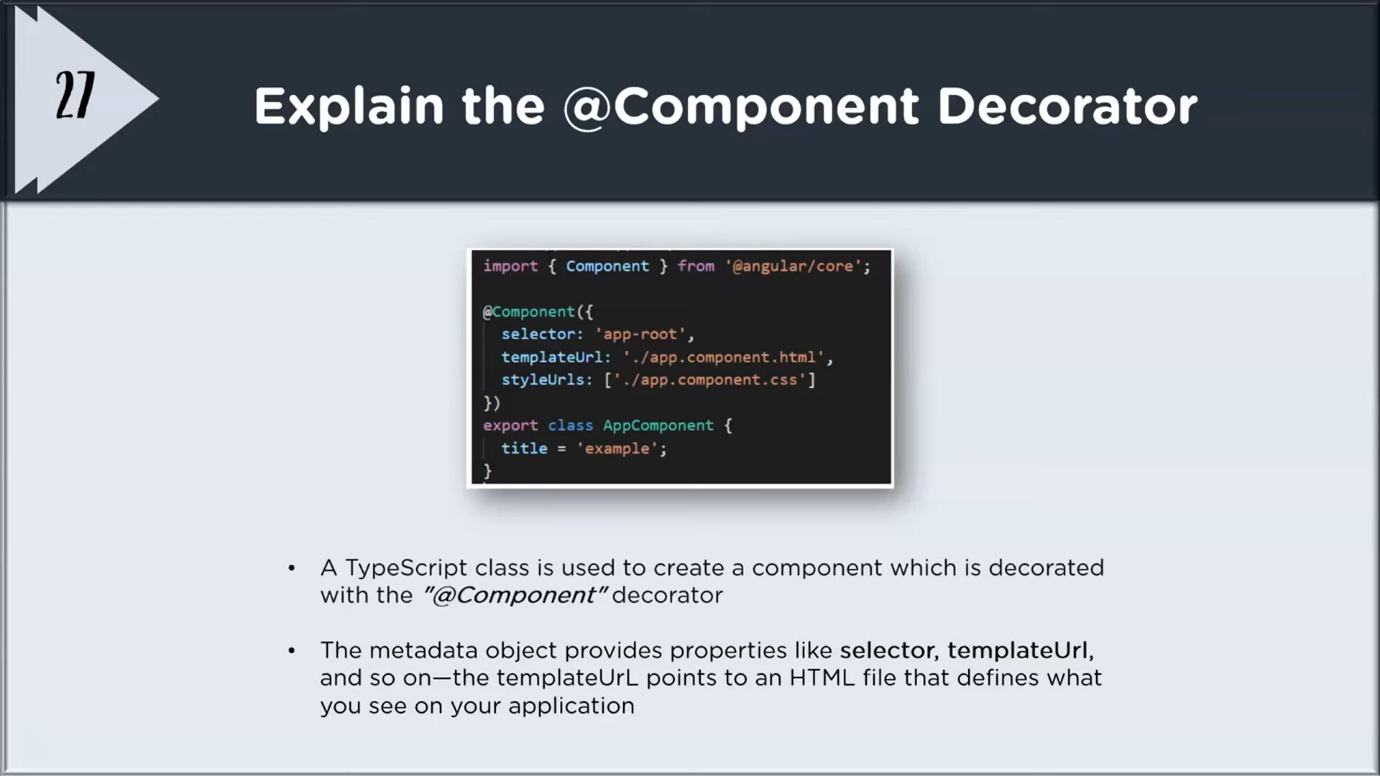 27
Explain the @Component Decorator
import { Component } from '@angular/core';
@Component({
selector: 'app-root',
templateUrl: './app.component.html',
styleUrls: ['./app.component.css']
})
export class AppComponent {
title = 'example';
}
• A TypeScript class is used to create a component which is decorated
with the "@Component" decorator
• The metadata object provides properties like selector, templateUrl,
and so on—the templateUrL points to an HTML file that defines what
you see on your application